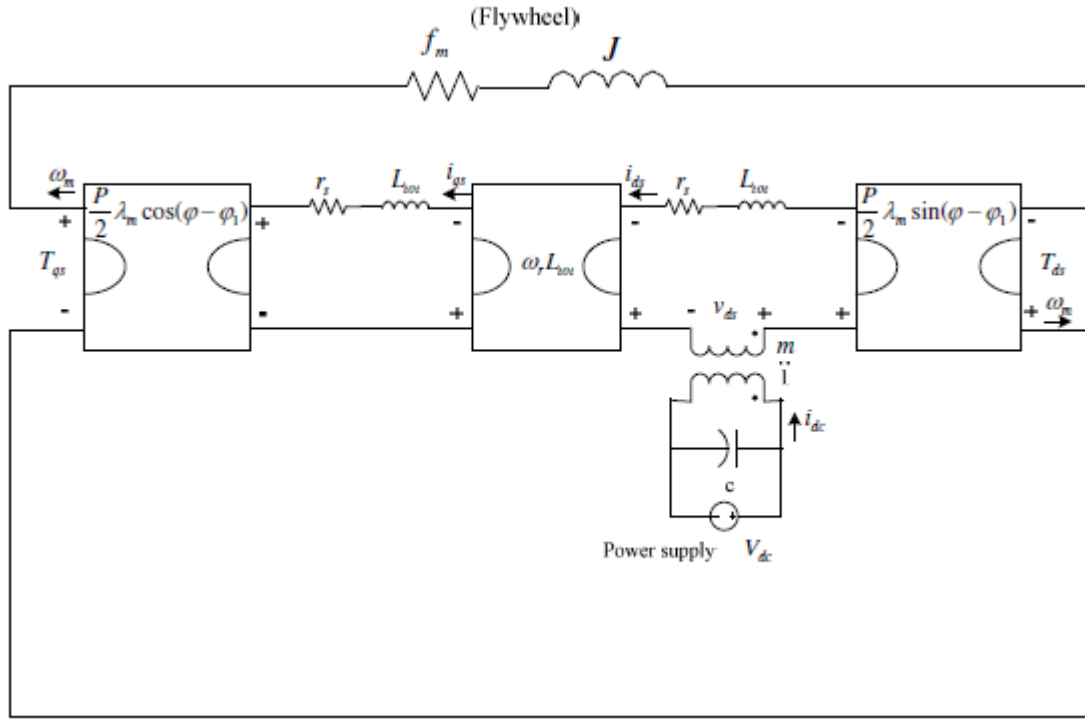 (Flywheel)
f_m
J
ω_m
P/2 λ_m cos(φ−φ_1)
r_s
L_tot
i_qs
i_ds
r_s
L_tot
P/2 λ_m sin(φ−φ_1)
+
+
-
-
-
-
T_qs
ω_r L_tot
T_ds
ω_m
-
-
+
+
-
v_ds
+
+
+
m
..
1
i_dc
c
Power supply
V_dc